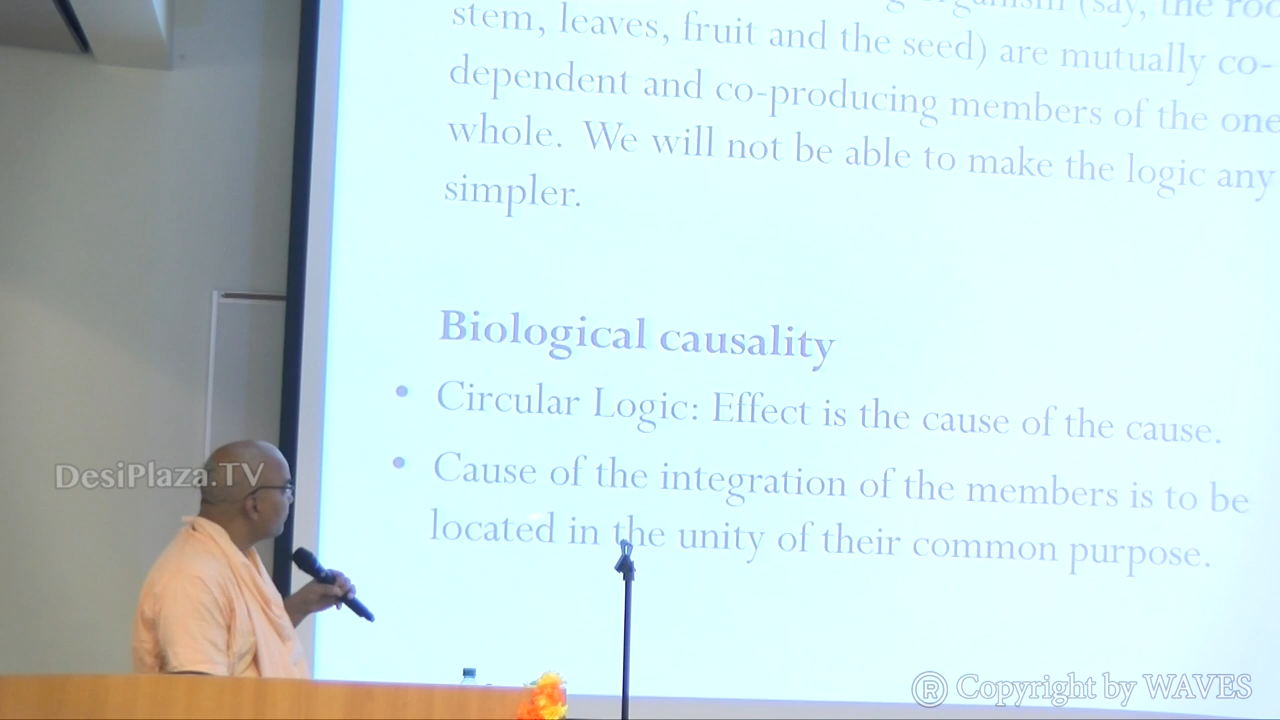 organism (say, the
stem, leaves, fruit and the seed) are mutually co-
dependent and co-producing members of the one
whole. We will not be able to make the logic any
simpler.
Biological causality
• Circular Logic: Effect is the cause of the cause.
• Cause of the integration of the members is to be
located in the unity of their common purpose.
DesiPlaza.TV
® Copyright by WAVES